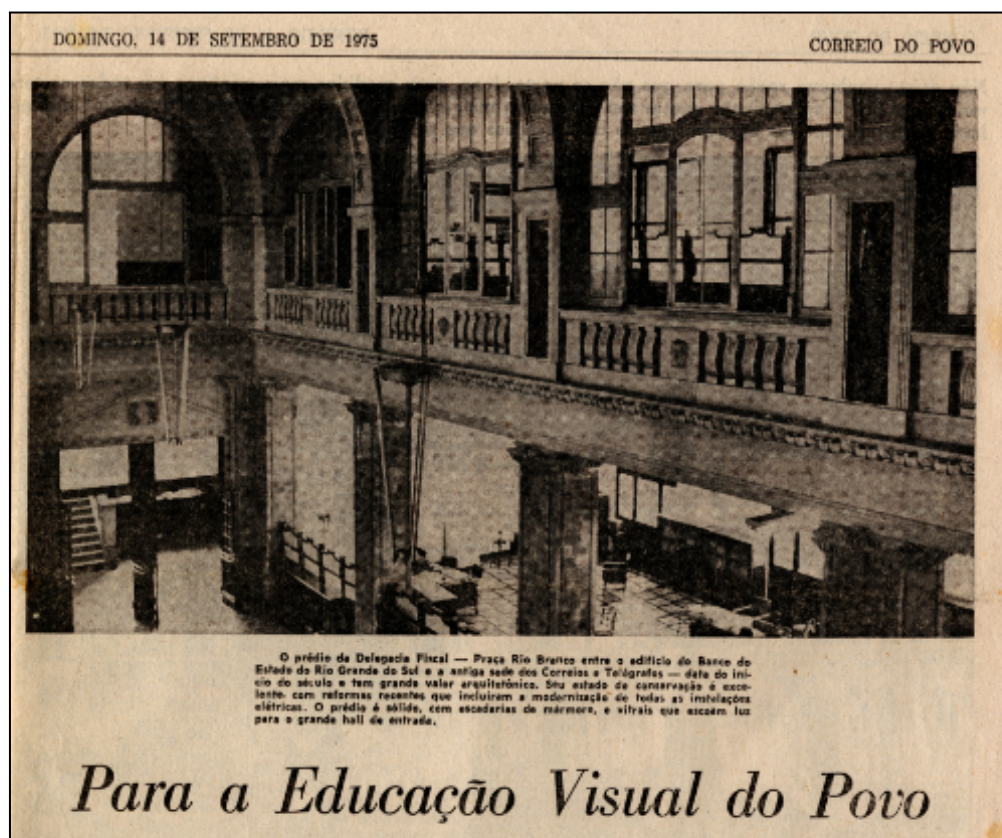 DOMINGO, 14 DE SETEMBRO DE 1975
CORREIO DO POVO
O prédio da Delegacia Fiscal — Praça Rio Branco entre o edifício do Banco do
Estado do Rio Grande do Sul e a antiga sede dos Correios e Telégrafos — data do iní-
cio do século e tem grande valor arquitetônico. Seu estado de conservação é exce-
lente, com reformas recentes que incluiram a modernização de todas as instalações
elétricas. O prédio é sólido, com escadarias de mármore, e vitrais que escoam luz
para o grande hall de entrada.
Para a Educação Visual do Povo